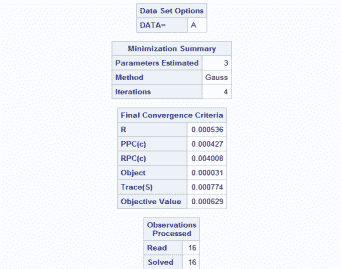 Data Set Options
DATA= A
Minimization Summary
Parameters Estimated 3
Method Gauss
Iterations 4
Final Convergence Criteria
R 0.000536
PPC(c) 0.000427
RPC(c) 0.004008
Object 0.000031
Trace(S) 0.000774
Objective Value 0.000629
Observations
Processed
Read 16
Solved 16